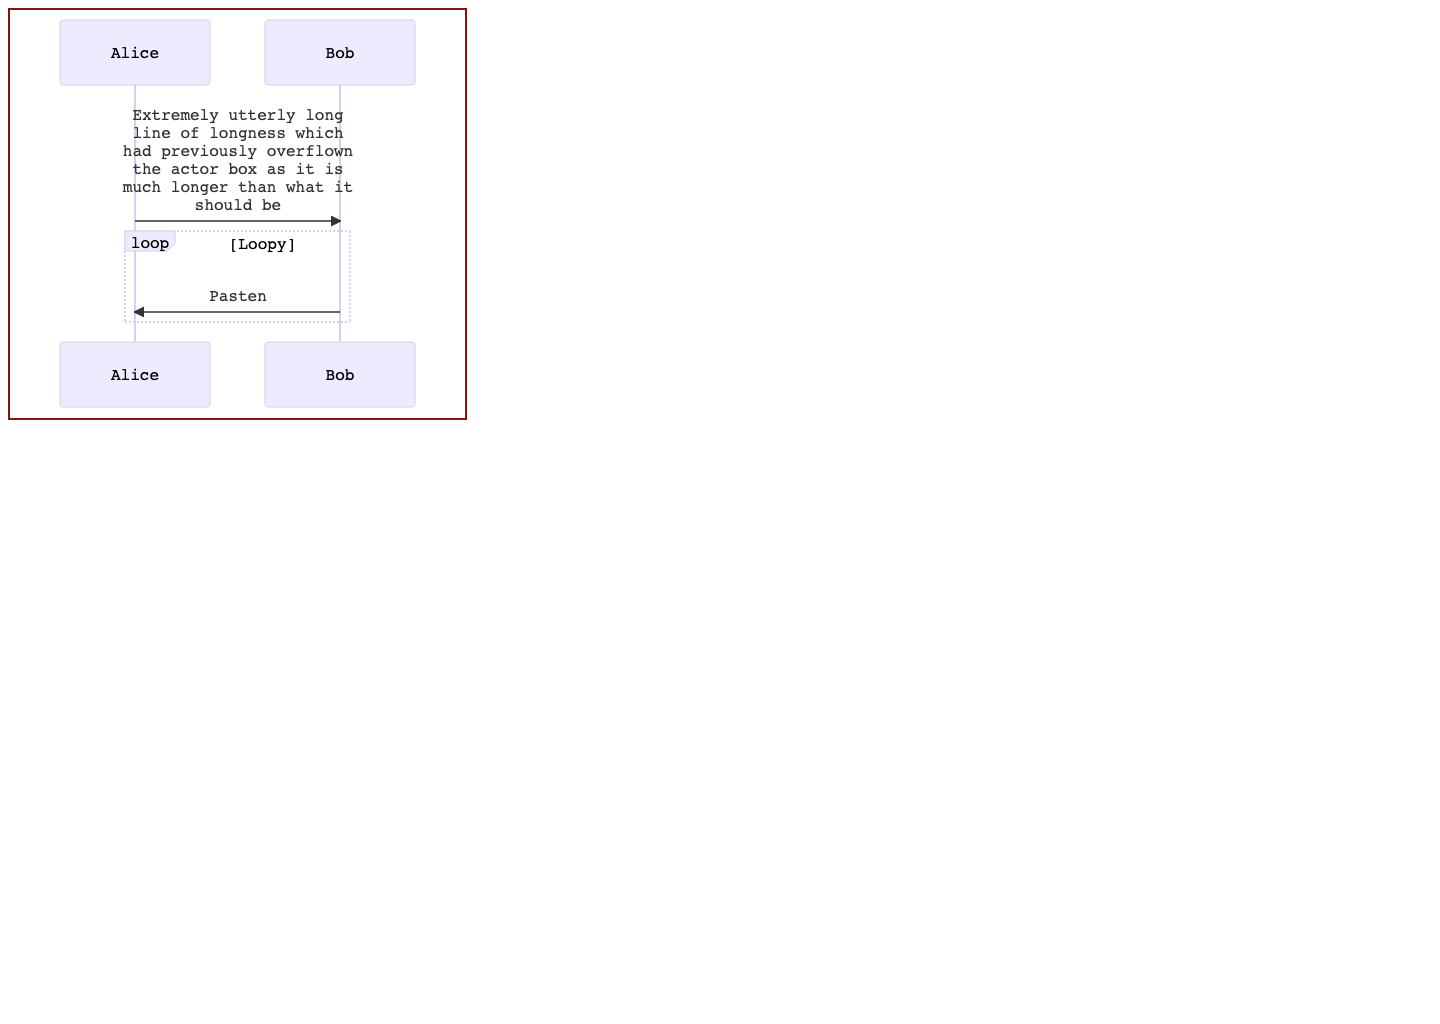 Alice
Bob
Extremely utterly long
line of longness which
had previously overflown
the actor box as it is
much longer than what it
should be
loop
[Loopy]
Pasten
Alice
Bob